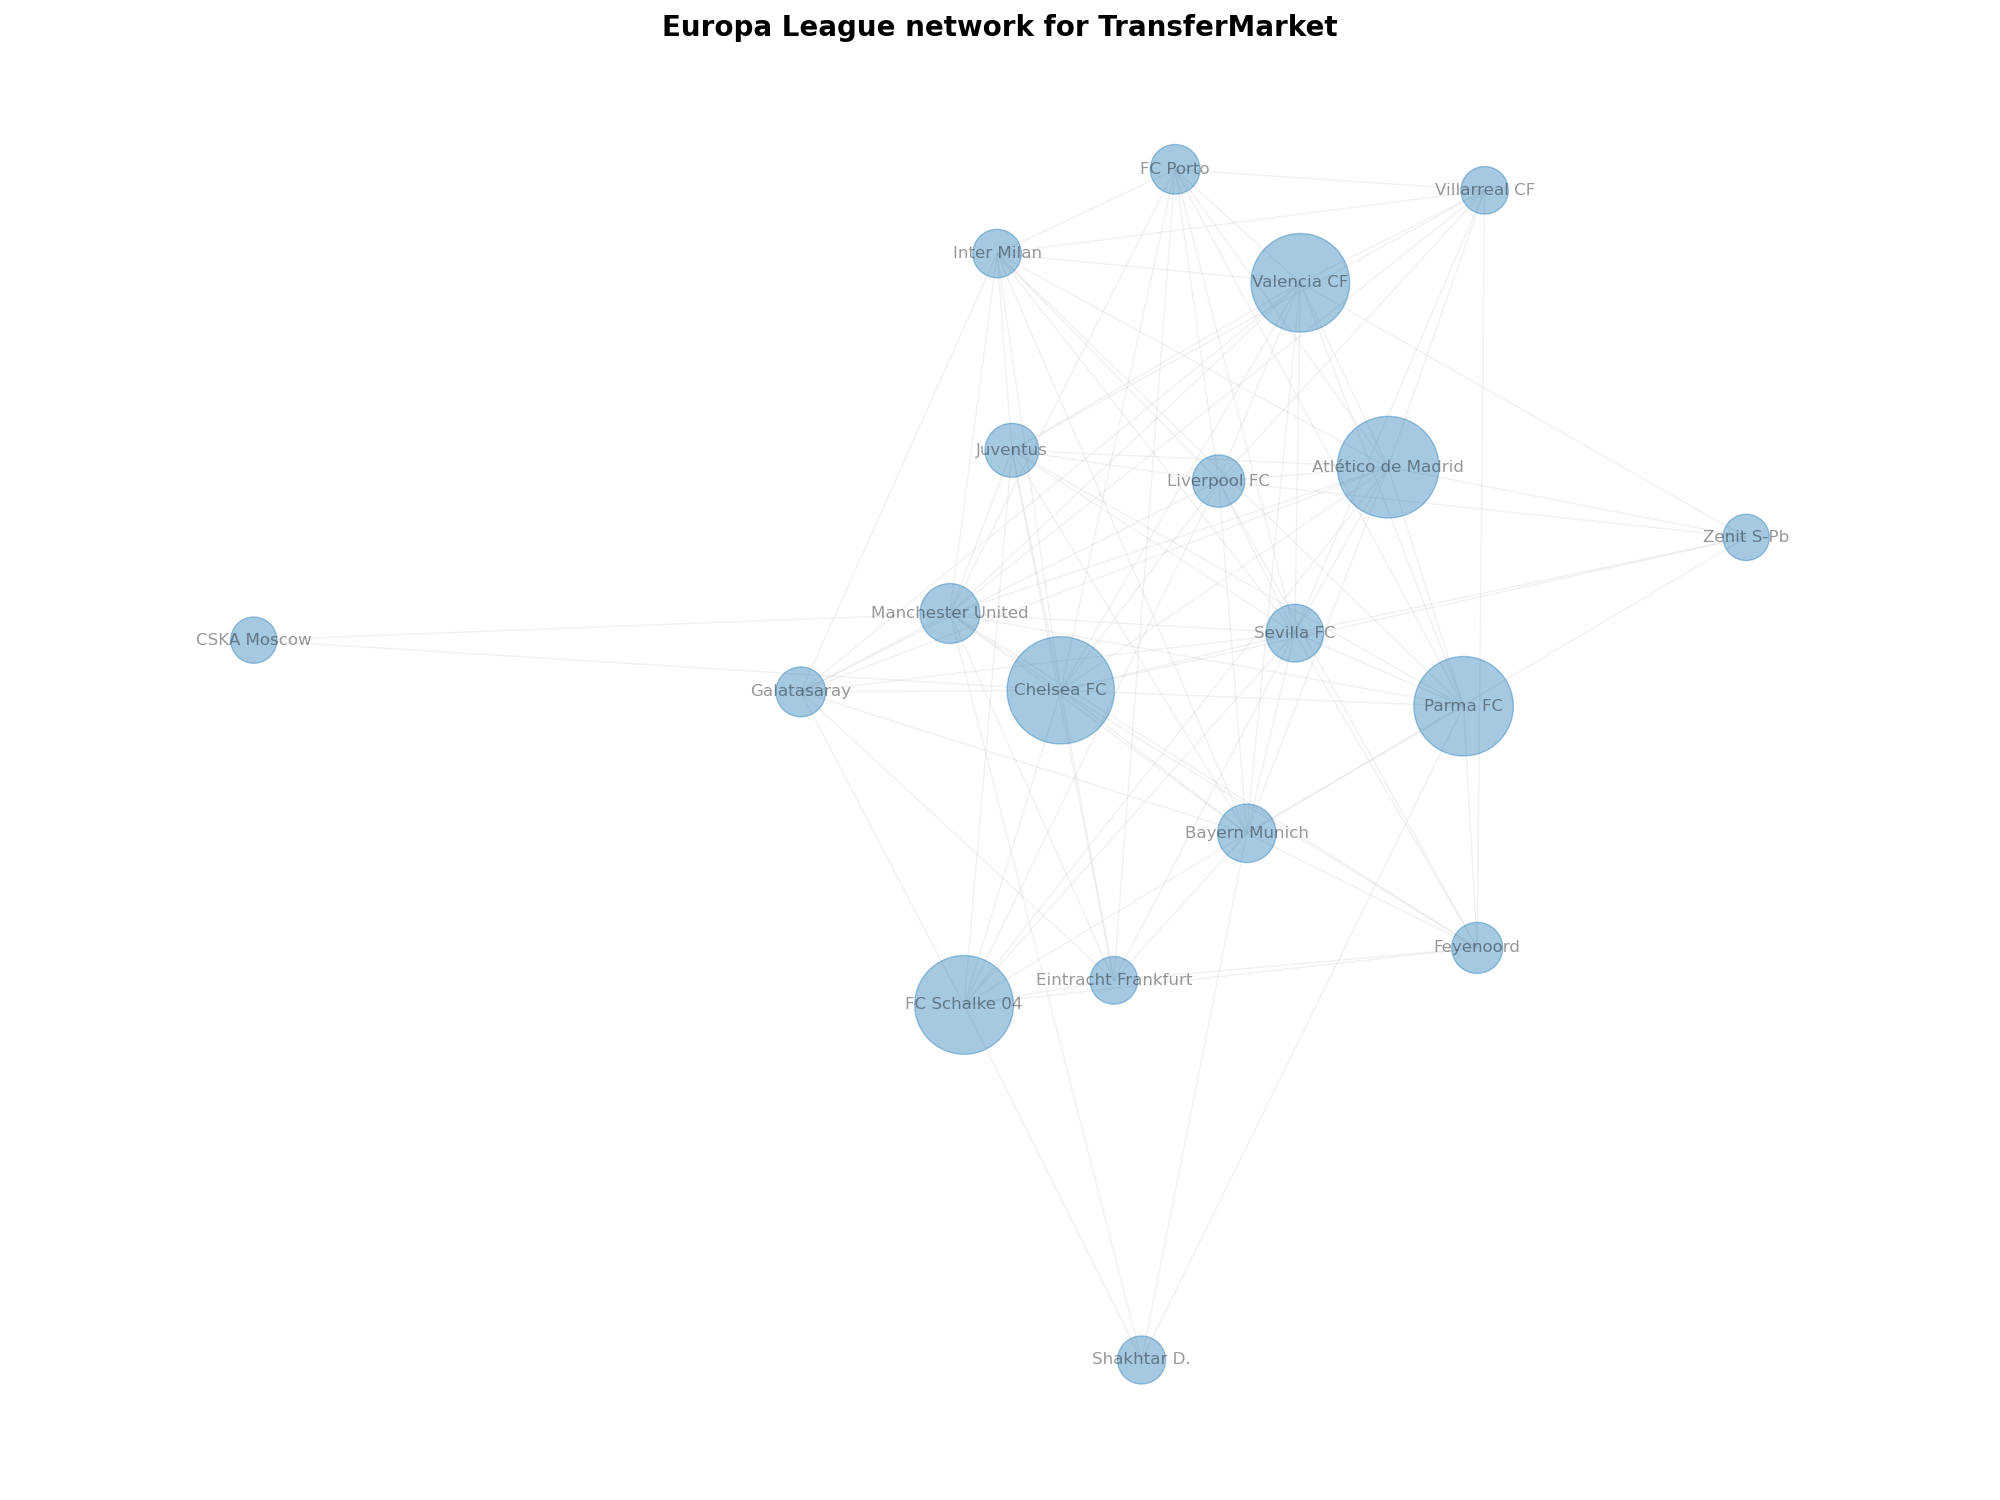 Europa League network for TransferMarket
FC Porto
Villarreal CF
Inter Milan
Valencia CF
Juventus
Atlético de Madrid
Liverpool FC
Zenit S-Pb
Manchester United
Sevilla FC
CSKA Moscow
Galatasaray
Chelsea FC
Parma FC
Bayern Munich
Feyenoord
Eintracht Frankfurt
FC Schalke 04
Shakhtar D.